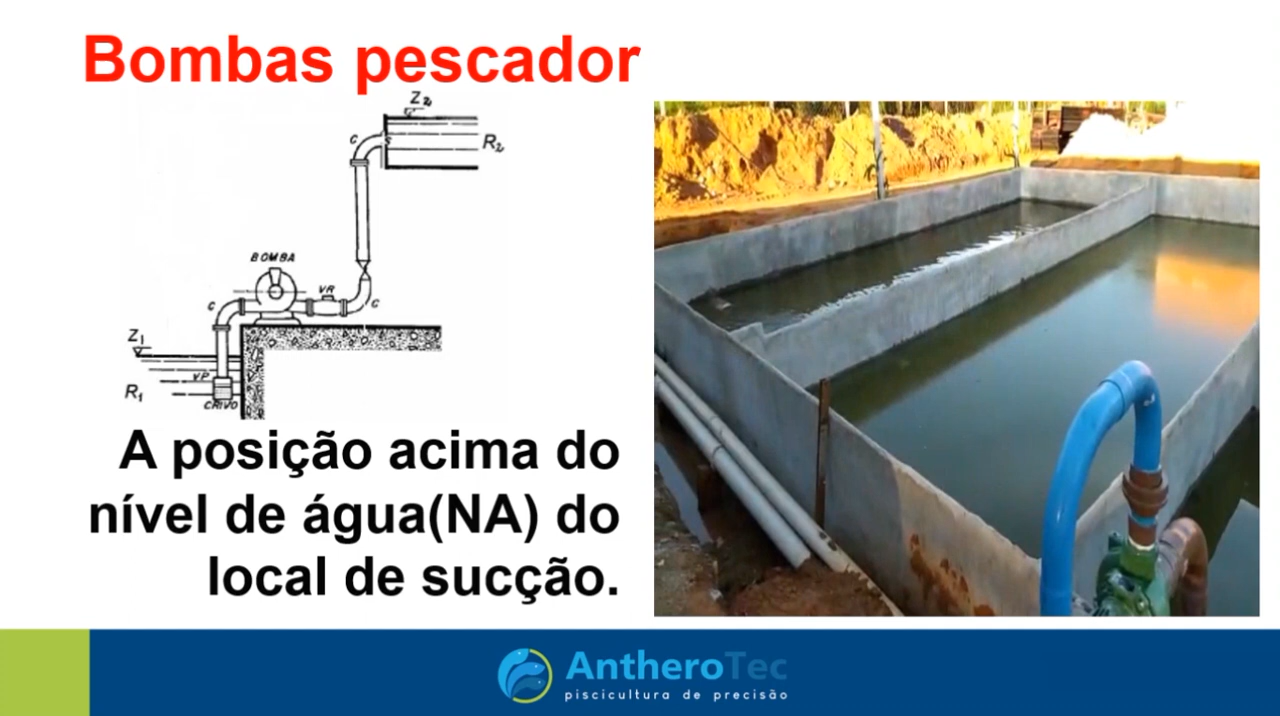 Bombas pescador
Z2
C
R2
BOMBA
VR
C
C
Z1
VP
R1
CRIVO
A posição acima do
nível de água(NA) do
local de sucção.
AntheroTec
piscicultura de precisão